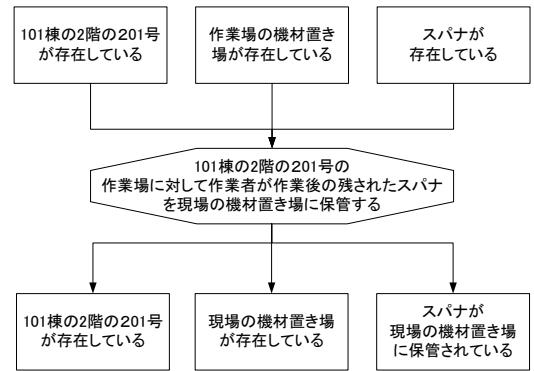 101棟の2階の201号
が存在している
作業場の機材置き
場が存在している
スパナが
存在している
101棟の2階の201号の
作業場に対して作業者が作業後の残されたスパナ
を現場の機材置き場に保管する
101棟の2階の201号
が存在している
現場の機材置き場
が存在している
スパナが
現場の機材置き場
に保管されている